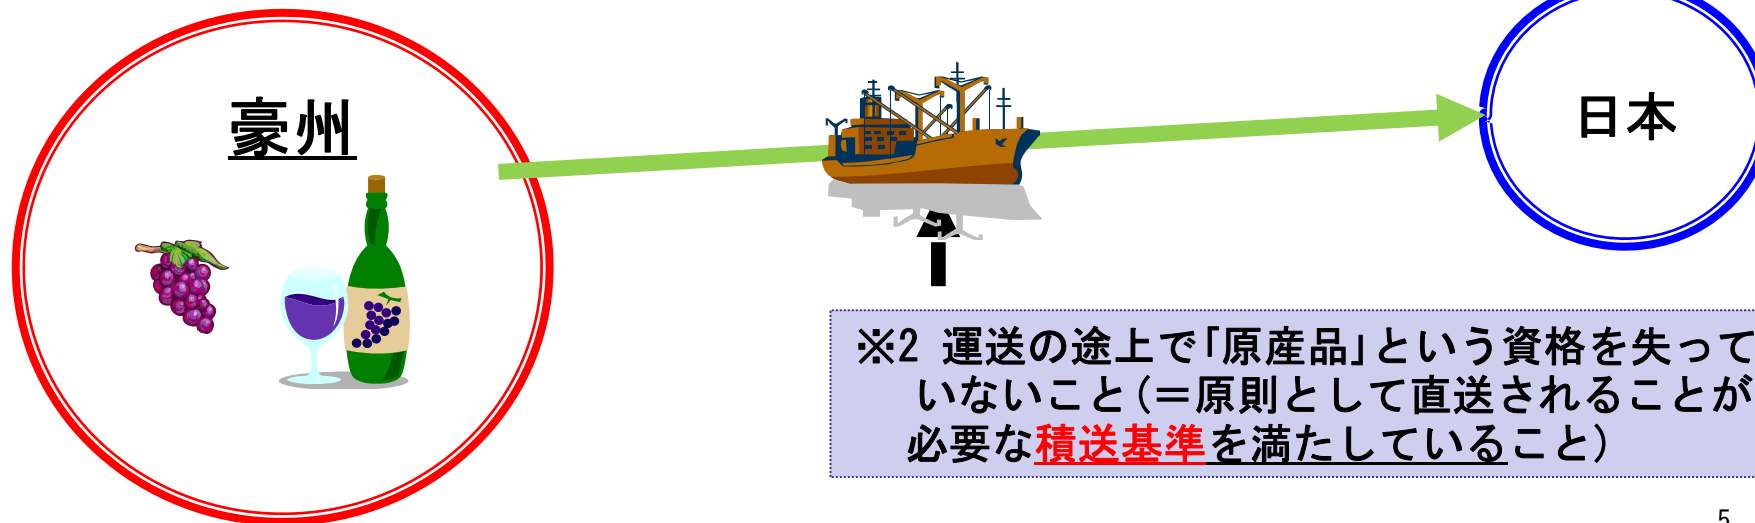 豪州
日本
※2 運送の途上で｢原産品｣という資格を失って
いないこと(＝原則として直送されることが
必要な積送基準を満たしていること)
5